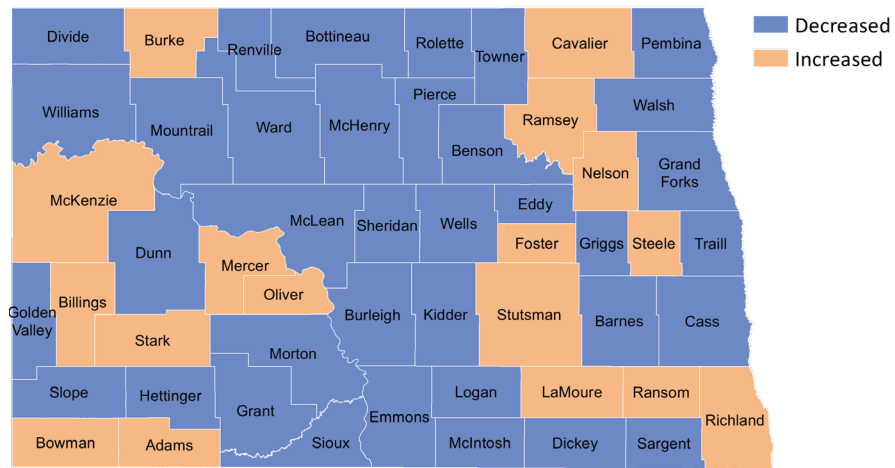 Divide
Burke
Renville
Bottineau
Rolette
Towner
Cavalier
Pembina
Decreased
Increased
Williams
Mountrail
Ward
McHenry
Pierce
Benson
Ramsey
Walsh
Nelson
Grand
Forks
McKenzie
Dunn
McLean
Sheridan
Wells
Eddy
Foster
Griggs
Steele
Traill
Mercer
Oliver
Golden
Valley
Billings
Stark
Morton
Burleigh
Kidder
Stutsman
Barnes
Cass
Slope
Hettinger
Grant
Emmons
Logan
LaMoure
Ransom
Richland
Bowman
Adams
Sioux
McIntosh
Dickey
Sargent